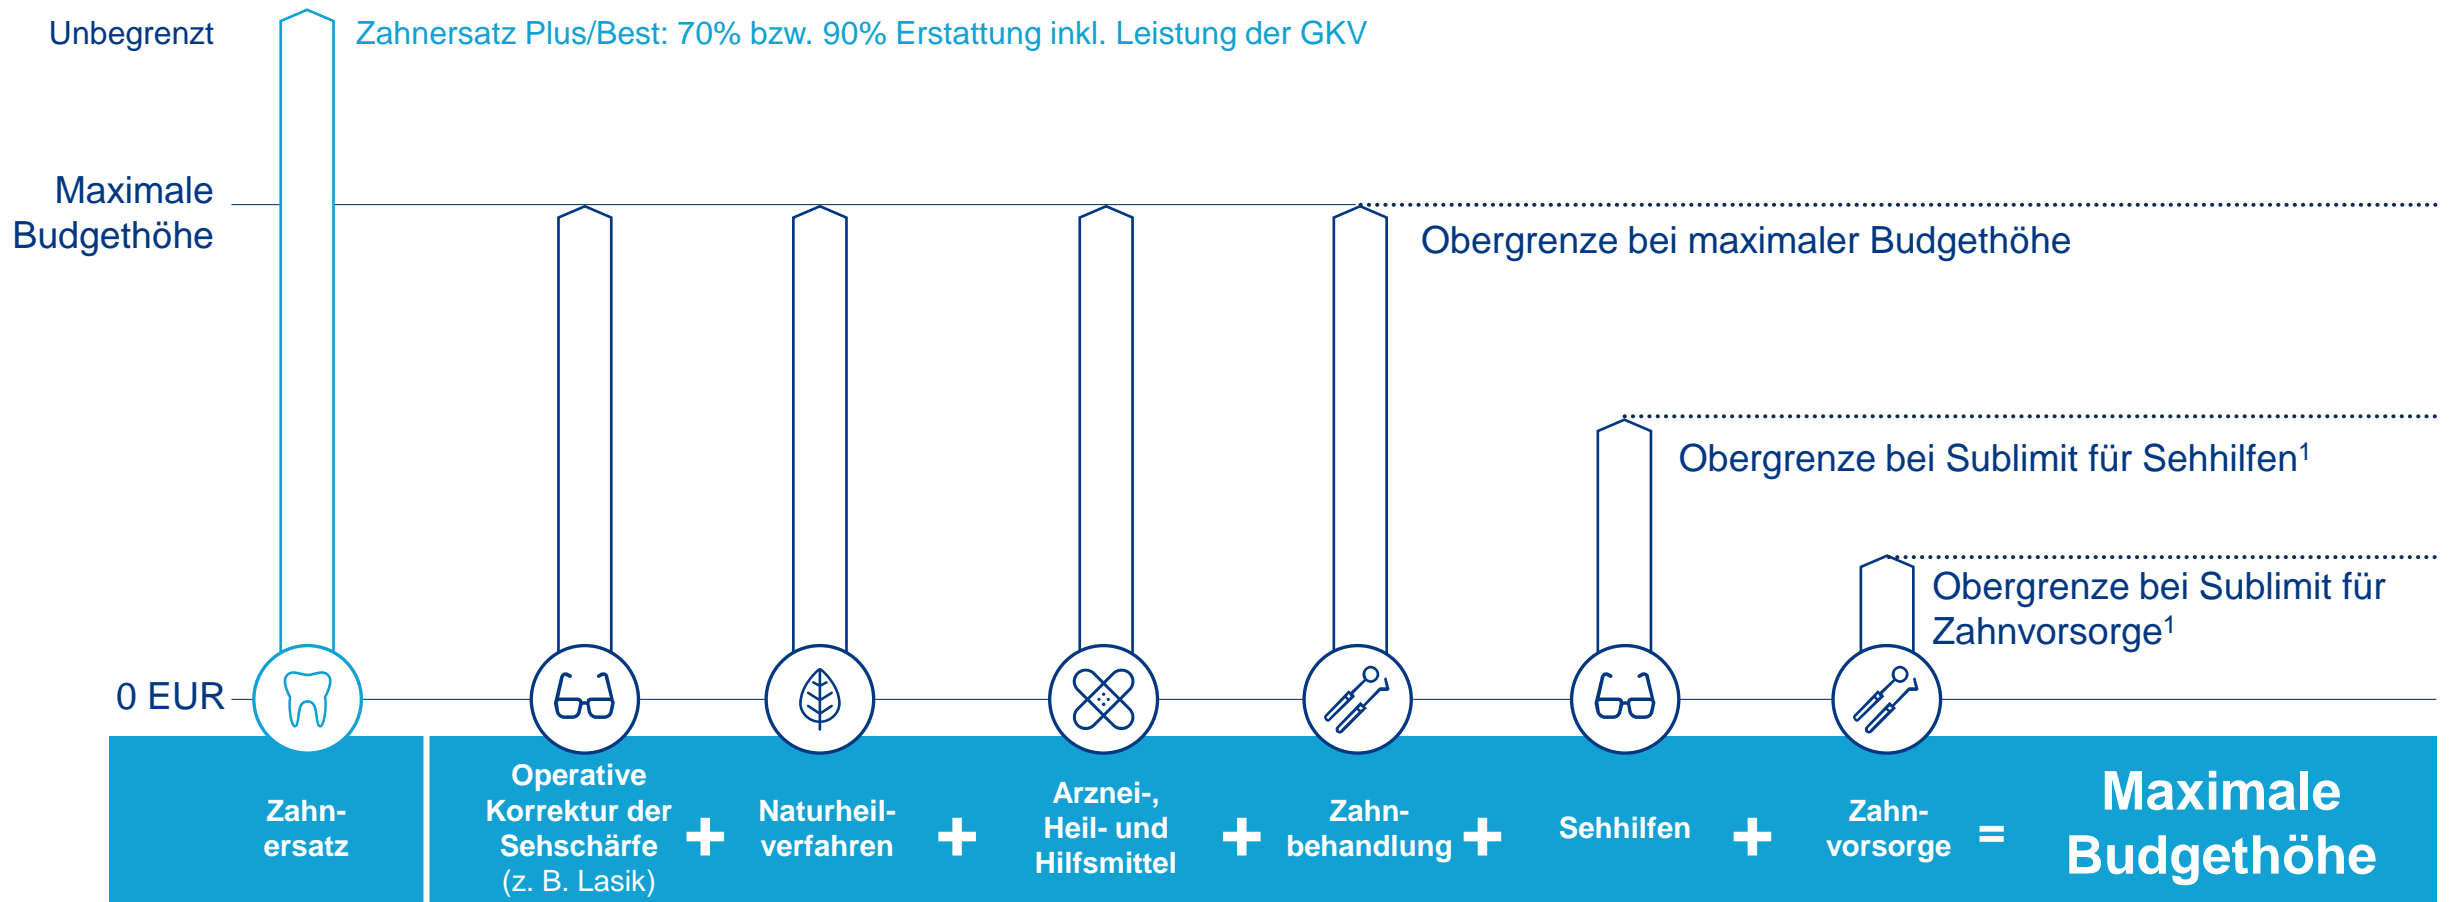 Unbegrenzt
Zahnersatz Plus/Best: 70% bzw. 90% Erstattung inkl. Leistung der GKV
Maximale
Budgethöhe
Obergrenze bei maximaler Budgethöhe
Obergrenze bei Sublimit für Sehhilfen¹
Obergrenze bei Sublimit für
Zahnvorsorge¹
0 EUR
Zahn-
ersatz
Operative
Korrektur der
Sehschärfe
(z. B. Lasik)
+
Naturheil-
verfahren
+
Arznei-,
Heil- und
Hilfsmittel
+
Zahn-
behandlung
+
Sehhilfen
+
Zahn-
vorsorge
=
Maximale
Budgethöhe